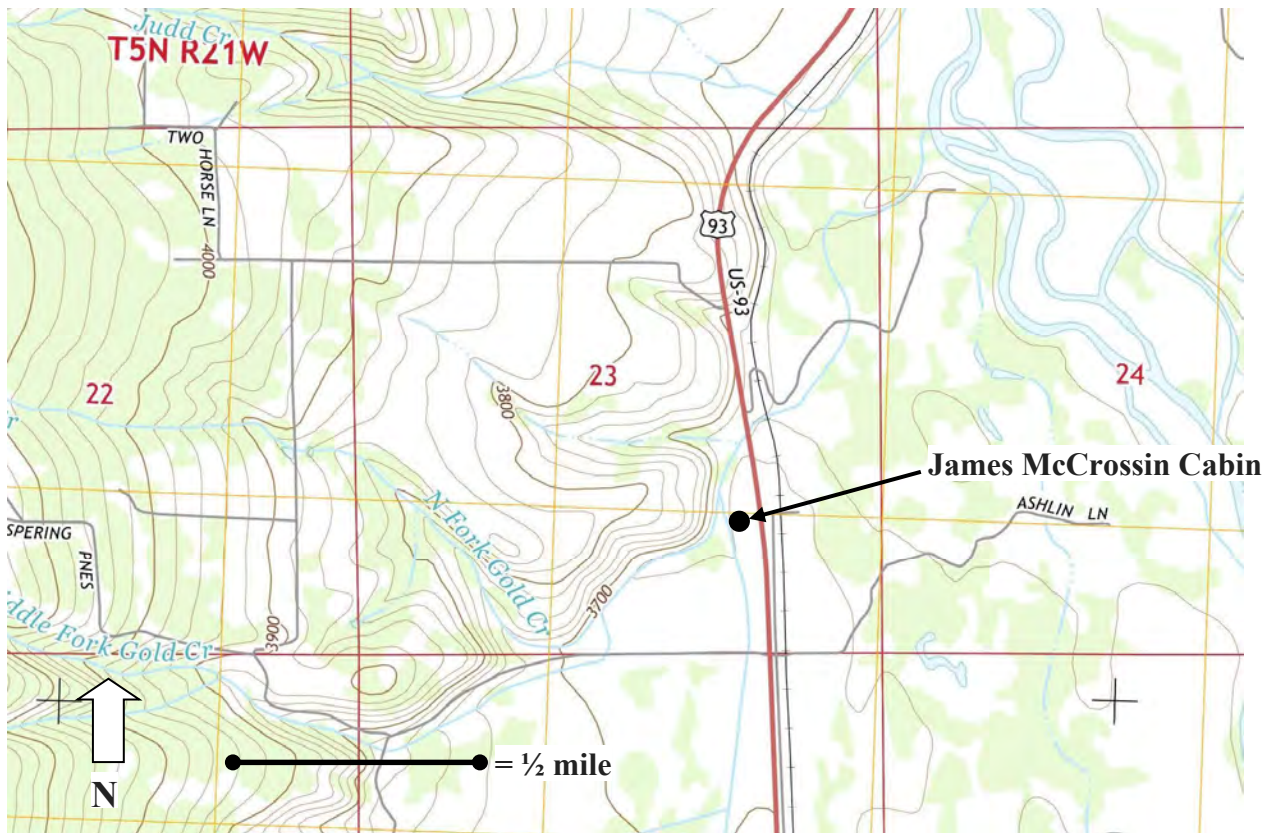 Judd Cr
T5N R21W
TWO HORSE LN
4000
93
US-93
22
23
24
3800
James McCrossin Cabin
N Fork Gold Cr
ASHLIN LN
SPERING PNES
3700
3900
iddle Fork Gold Cr
N
= ½ mile